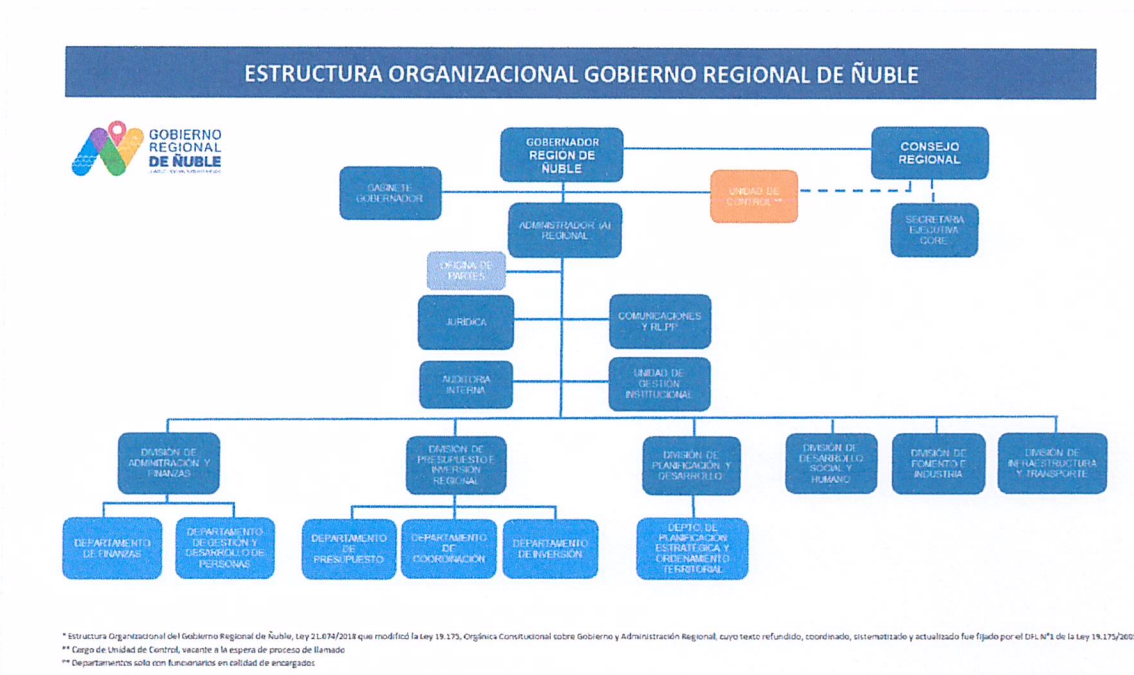 ESTRUCTURA ORGANIZACIONAL GOBIERNO REGIONAL DE ÑUBLE
GOBIERNO
REGIONAL
DE ÑUBLE
GOBERNADOR
REGIÓN DE
ÑUBLE
CONSEJO
REGIONAL
GABINETE
GOBERNADOR
UNIDAD DE
CONTROL **
SECRETARIA
EJECUTIVA
CORE
ADMINISTRADOR (A)
REGIONAL
OFICINA DE
PARTES
JURÍDICA
COMUNICACIONES
Y RL.PP
AUDITORIA
INTERNA
UNIDAD DE
GESTIÓN
INSTITUCIONAL
DIVISIÓN DE
ADMINITRACIÓN Y
FINANZAS
DIVISIÓN DE
PRESUPUESTO E
INVERSIÓN
REGIONAL
DIVISIÓN DE
PLANIFICACIÓN Y
DESARROLLO
DIVISIÓN DE
DESARROLLO
SOCIAL Y
HUMANO
DIVISIÓN DE
FOMENTO E
INDUSTRIA
DIVISIÓN DE
INFRAESTRUCTURA
Y TRANSPORTE
DEPARTAMENTO
DE FINANZAS
DEPARTAMENTO
DE GESTIÓN Y
DESARROLLO DE
PERSONAS
DEPARTAMENTO
DE
PRESUPUESTO
DEPARTAMENTO
DE
COORDINACIÓN
DEPARTAMENTO
DE INVERSIÓN
DEPTO. DE
PLANIFICACIÓN
ESTRATÉGICA Y
ORDENAMIENTO
TERRITORIAL
* Estructura Organizacional del Gobierno Regional de Ñuble, Ley 21.074/2018 que modificó la Ley 19.175, Orgánica Consitucional sobre Gobierno y Administración Regional, cuyo texto refundido, coordinado, sistematizado y actualizado fue fijado por el DFL N°1 de la Ley 19.175/200
** Cargo de Unidad de Control, vacante a la espera de proceso de llamado
** Departamentos solo con funcionarios en calidad de encargados